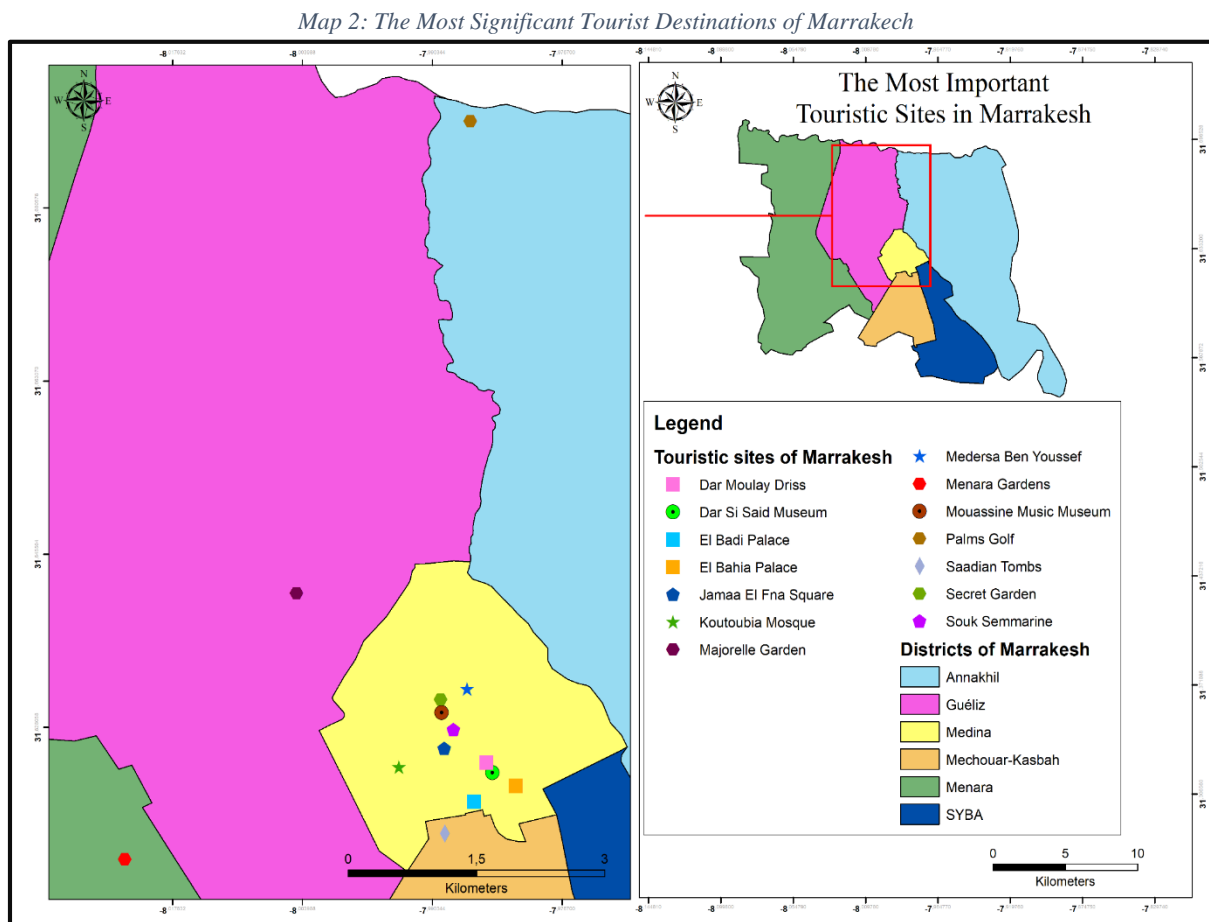 Map 2: The Most Significant Tourist Destinations of Marrakech
N
W E
S
0 1,5 3
Kilometers
N
W E
S
The Most Important
Touristic Sites in Marrakesh
Legend
Touristic sites of Marrakesh
Dar Moulay Driss
Dar Si Said Museum
El Badi Palace
El Bahia Palace
Jamaa El Fna Square
Koutoubia Mosque
Majorelle Garden
Medersa Ben Youssef
Menara Gardens
Mouassine Music Museum
Palms Golf
Saadian Tombs
Secret Garden
Souk Semmarine
Districts of Marrakesh
Annakhil
Guéliz
Medina
Mechouar-Kasbah
Menara
SYBA
0 5 10
Kilometers